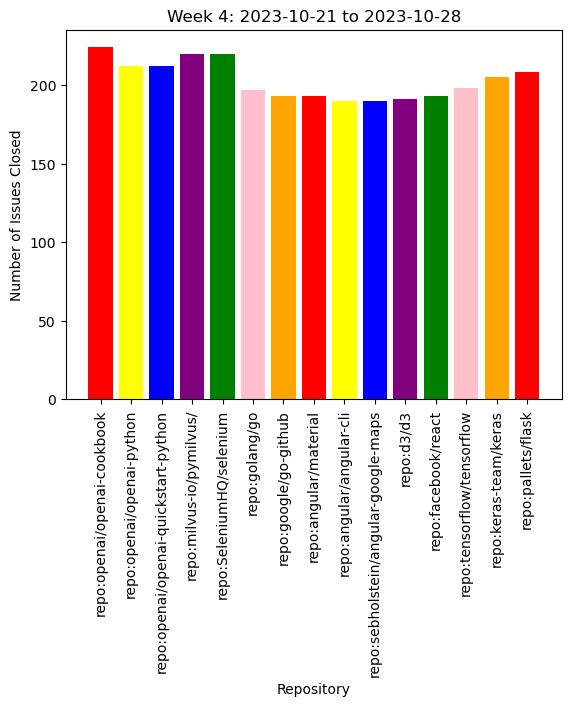 Week 4: 2023-10-21 to 2023-10-28
Number of Issues Closed
200
150
100
50
0
repo:openai/openai-cookbook
repo:openai/openai-python
repo:openai/openai-quickstart-python
repo:milvus-io/pymilvus/
repo:SeleniumHQ/selenium
repo:golang/go
repo:google/go-github
repo:angular/material
repo:angular/angular-cli
repo:sebholstein/angular-google-maps
repo:d3/d3
repo:facebook/react
repo:tensorflow/tensorflow
repo:keras-team/keras
repo:pallets/flask
Repository